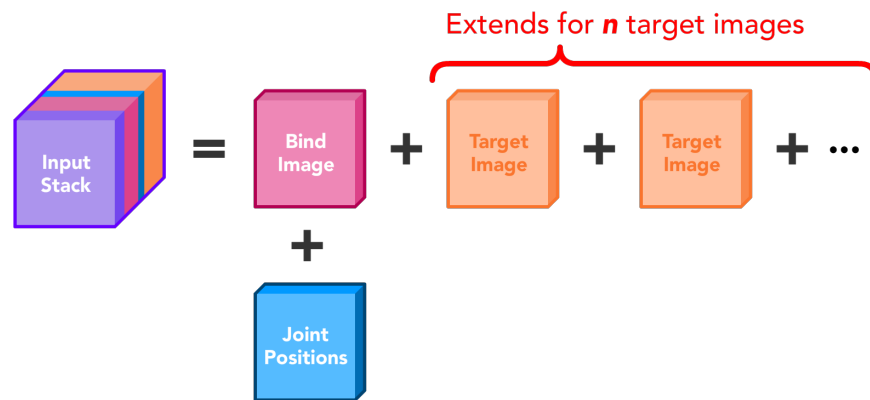 Extends for n target images
Input
Stack
=
Bind
Image
+
Target
Image
+
Target
Image
+
...
+
Joint
Positions